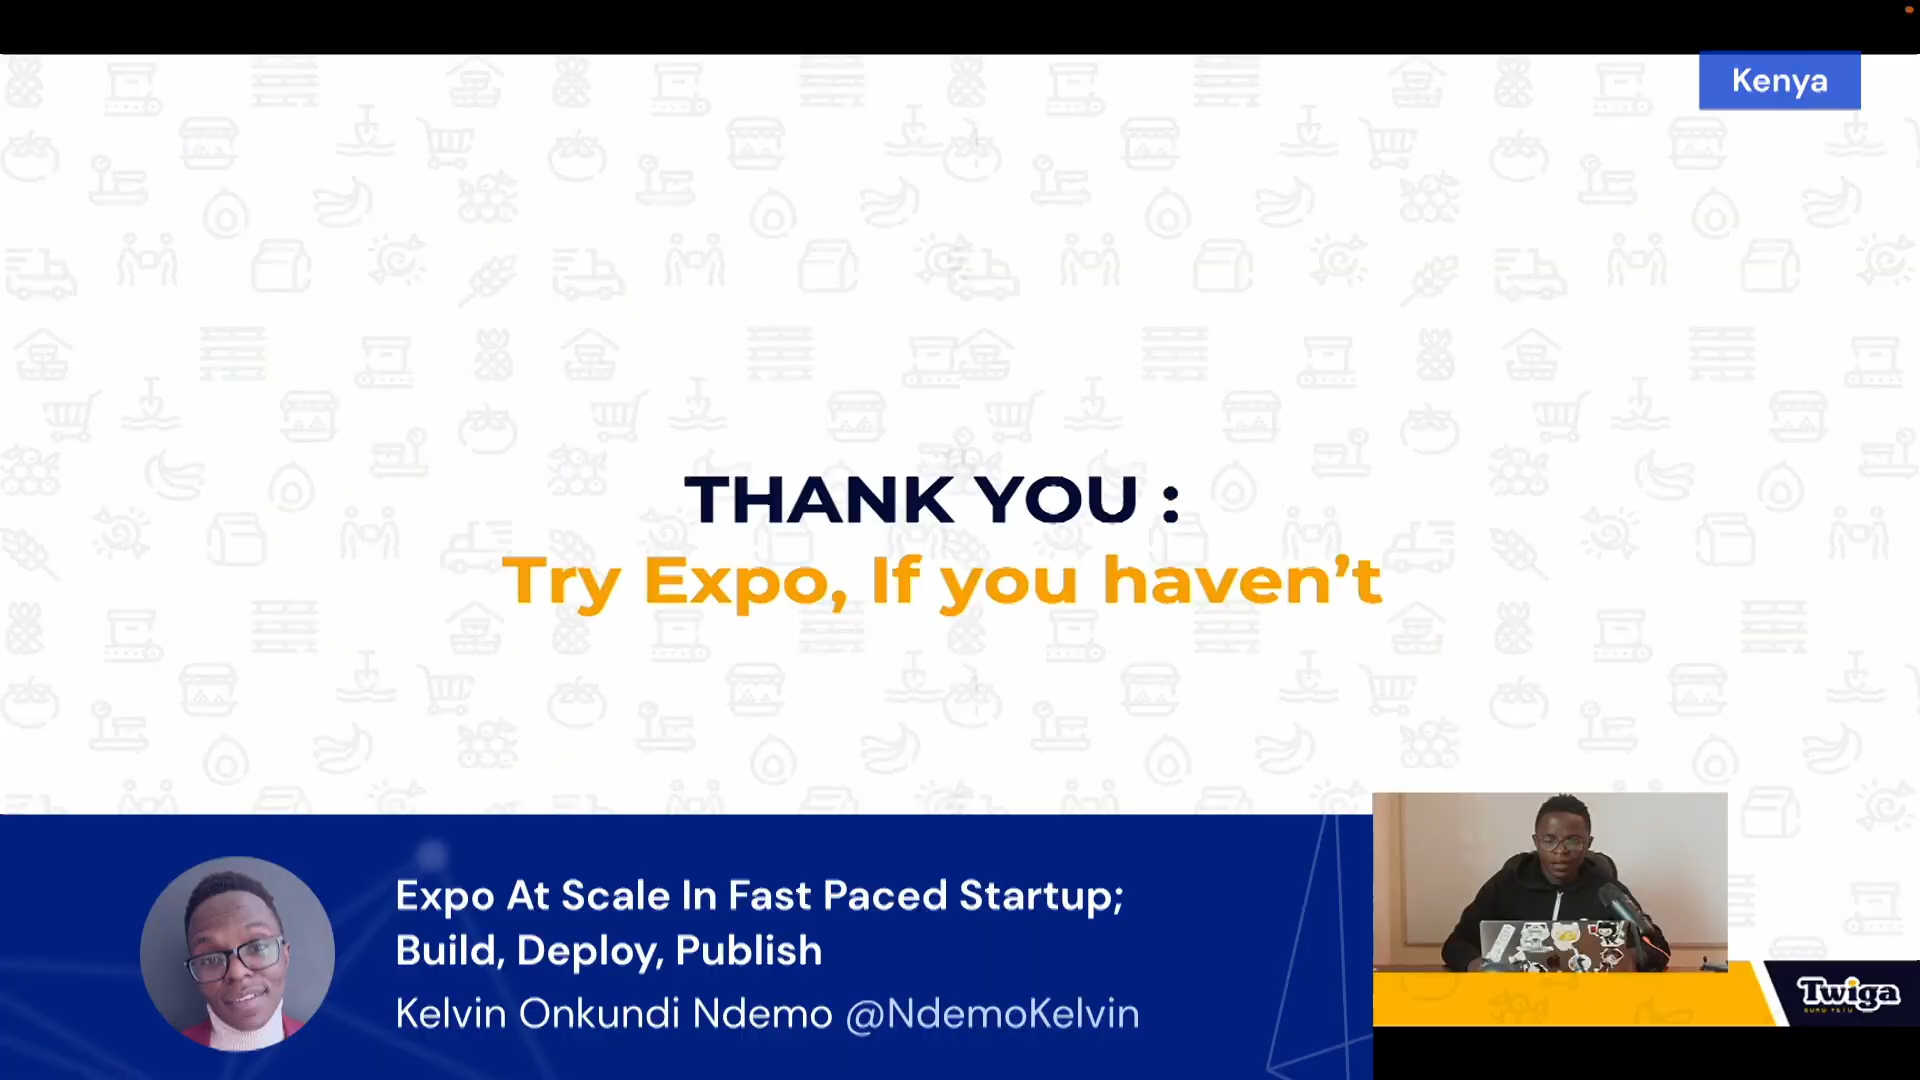 Kenya
THANK YOU :
Try Expo, If you haven’t
Expo At Scale In Fast Paced Startup;
Build, Deploy, Publish
Kelvin Onkundi Ndemo @NdemoKelvin
Twiga